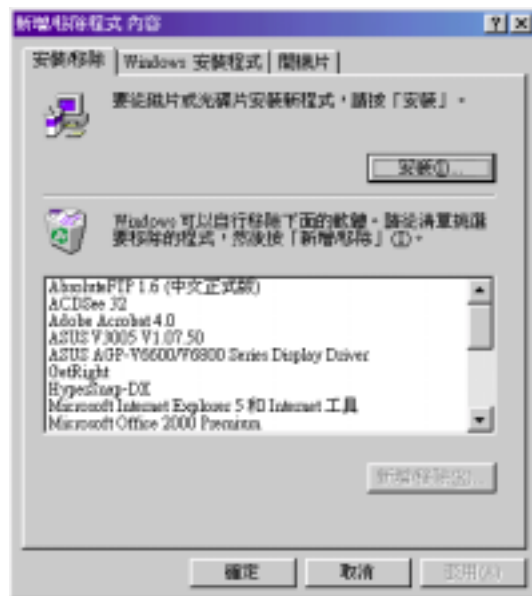 新增/移除程式 內容
安裝/移除
Windows 安裝程式
開機片
要從磁片或光碟片安裝新程式，請按「安裝」。
安裝(I)...
Windows 可以自行移除下面的軟體。請從清單挑選
要移除的程式，然後按「新增/移除」(I)。
AbsoluteFTP 1.6 (中文正式版)
ACDSee 32
Adobe Acrobat 4.0
ASUS V3005 V1.07.50
ASUS AGP-V6600/V6800 Series Display Driver
GetRight
HyperSnap-DX
Microsoft Internet Explorer 5 和 Internet 工具
Microsoft Office 2000 Premium
新增/移除(R)...
確定
取消
套用(A)